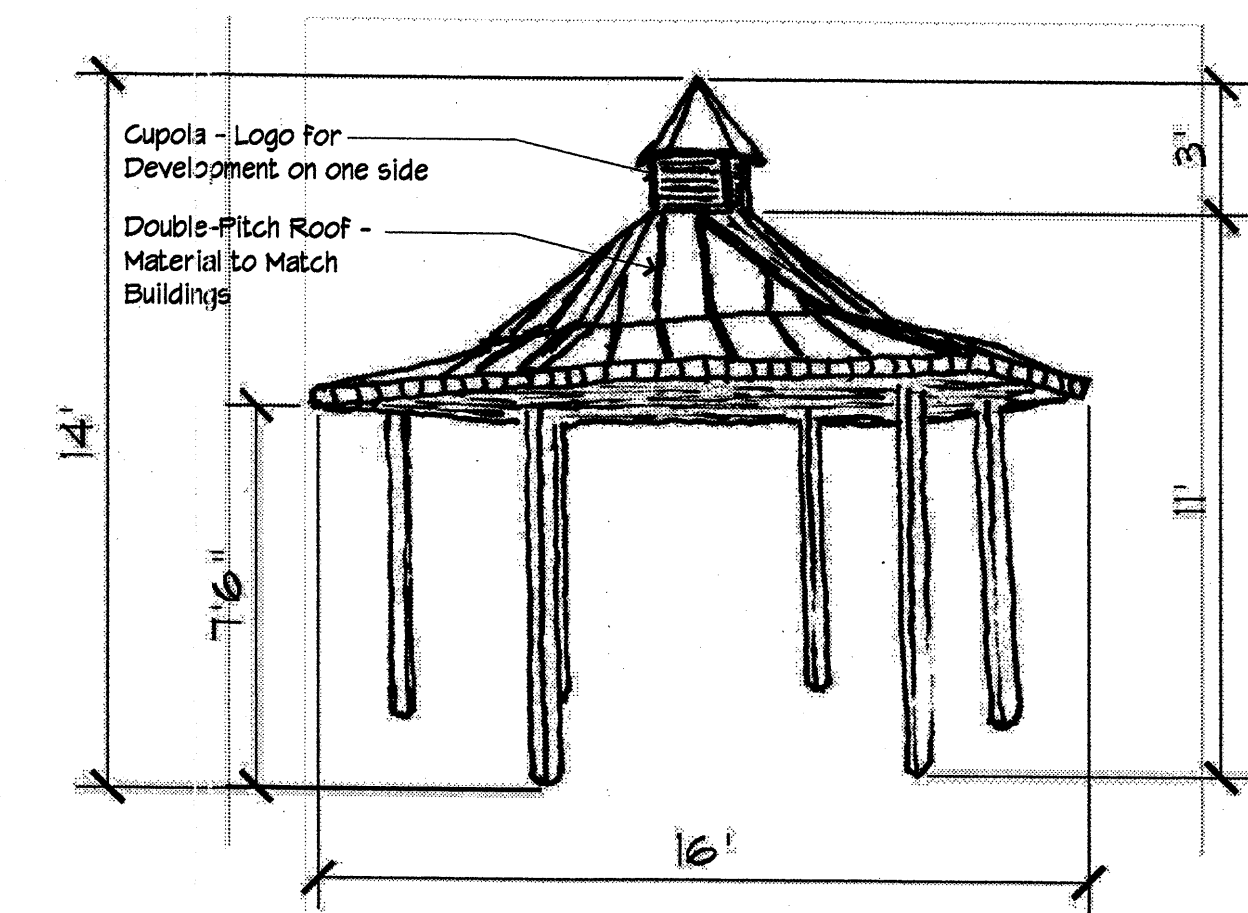 Cupola - Logo for
Development on one side
Double-Pitch Roof -
Material to Match
Buildings
3'
14'
11'
7'6"
16'